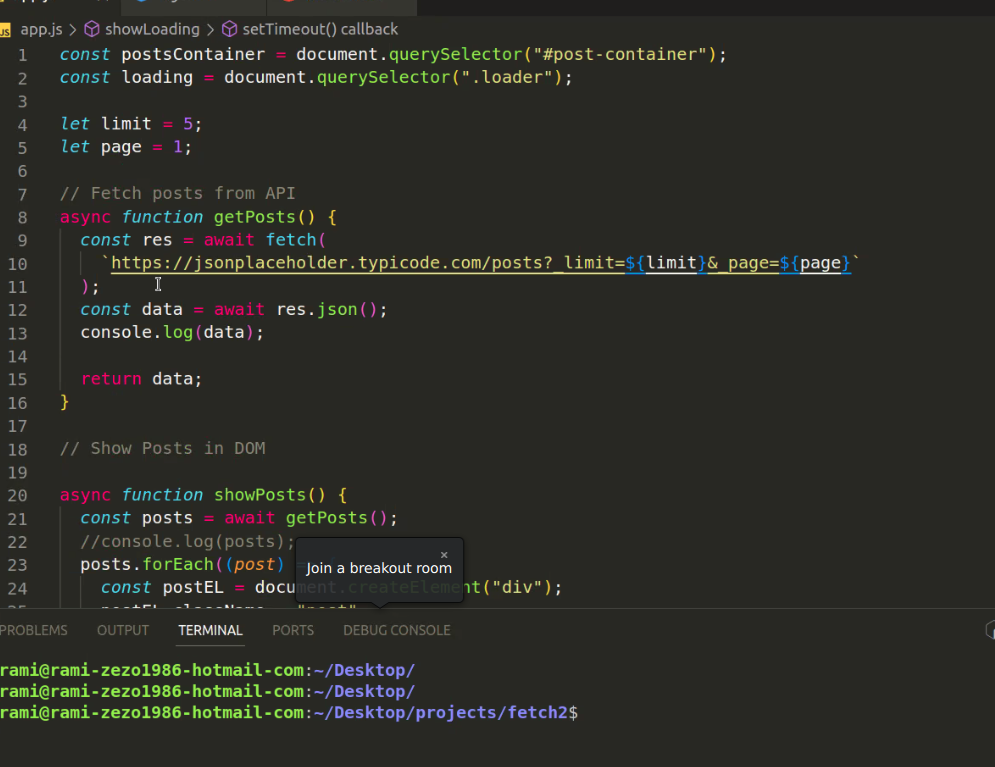 JS app.js > showLoading > setTimeout() callback
1 const postsContainer = document.querySelector("#post-container");
2 const loading = document.querySelector(".loader");
3
4 let limit = 5;
5 let page = 1;
6
7 // Fetch posts from API
8 async function getPosts() {
9 const res = await fetch(
10 `https://jsonplaceholder.typicode.com/posts?_limit=${limit}&_page=${page}`
11 );
12 const data = await res.json();
13 console.log(data);
14
15 return data;
16 }
17
18 // Show Posts in DOM
19
20 async function showPosts() {
21 const posts = await getPosts();
22 //console.log(posts);
23 posts.forEach((post)
24 const postEL = document.createElement("div");
×
Join a breakout room
PROBLEMS OUTPUT TERMINAL PORTS DEBUG CONSOLE
rami@rami-zezo1986-hotmail-com:~/Desktop/
rami@rami-zezo1986-hotmail-com:~/Desktop/
rami@rami-zezo1986-hotmail-com:~/Desktop/projects/fetch2$